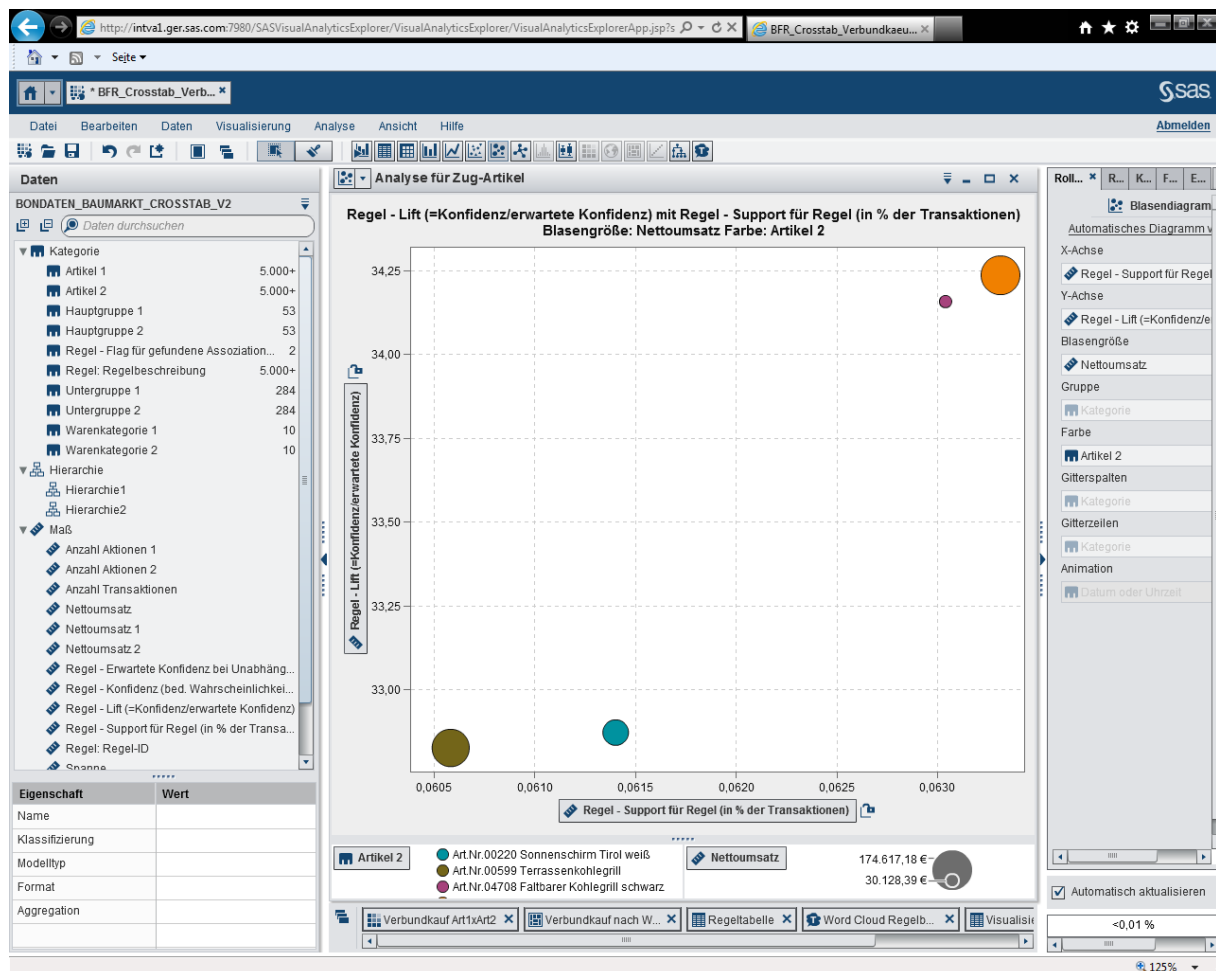 http://intva1.ger.sas.com:7980/SASVisualAnalyticsExplorer/VisualAnalyticsExplorer/VisualAnalyticsExplorerApp.jsp?s
BFR_Crosstab_Verbundkaeu...
Seite
* BFR_Crosstab_Verb...
sas
Datei Bearbeiten Daten Visualisierung Analyse Ansicht Hilfe
Abmelden
Daten
BONDATEN_BAUMARKT_CROSSTAB_V2
Daten durchsuchen
Kategorie
Artikel 1 5.000+
Artikel 2 5.000+
Hauptgruppe 1 53
Hauptgruppe 2 53
Regel - Flag für gefundene Assoziation... 2
Regel: Regelbeschreibung 5.000+
Untergruppe 1 284
Untergruppe 2 284
Warenkategorie 1 10
Warenkategorie 2 10
Hierarchie
Hierarchie1
Hierarchie2
Maß
Anzahl Aktionen 1
Anzahl Aktionen 2
Anzahl Transaktionen
Nettoumsatz
Nettoumsatz 1
Nettoumsatz 2
Regel - Erwartete Konfidenz bei Unabhäng...
Regel - Konfidenz (bed. Wahrscheinlichkei...
Regel - Lift (=Konfidenz/erwartete Konfidenz)
Regel - Support für Regel (in % der Transa...
Regel: Regel-ID
Spanne
Eigenschaft Wert
Name
Klassifizierung
Modelltyp
Format
Aggregation
Analyse für Zug-Artikel
Regel - Lift (=Konfidenz/erwartete Konfidenz) mit Regel - Support für Regel (in % der Transaktionen)
Blasengröße: Nettoumsatz Farbe: Artikel 2
34,25
34,00
33,75
33,50
33,25
33,00
Regel - Lift (=Konfidenz/erwartete Konfidenz)
0,0605 0,0610 0,0615 0,0620 0,0625 0,0630
Regel - Support für Regel (in % der Transaktionen)
Artikel 2
Art.Nr.00220 Sonnenschirm Tirol weiß
Art.Nr.00599 Terrassenkohlegrill
Art.Nr.04708 Faltbarer Kohlegrill schwarz
Nettoumsatz
174.617,18 €
30.128,39 €
Verbundkauf Art1xArt2 Verbundkauf nach W... Regeltabelle Word Cloud Regelb... Visualisie
Roll... R... K... F... E...
Blasendiagram
Automatisches Diagramm v
X-Achse
Regel - Support für Regel
Y-Achse
Regel - Lift (=Konfidenz/e
Blasengröße
Nettoumsatz
Gruppe
Kategorie
Farbe
Artikel 2
Gitterspalten
Kategorie
Gitterzeilen
Kategorie
Animation
Datum oder Uhrzeit
Automatisch aktualisieren
<0,01 %
125%